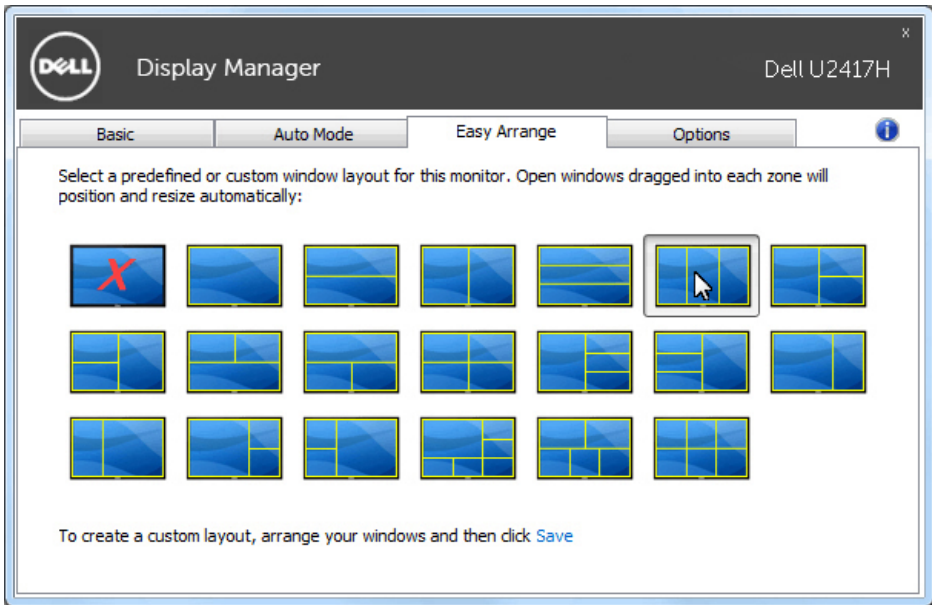 x
DELL
Display Manager
Dell U2417H
Basic
Auto Mode
Easy Arrange
Options
i
Select a predefined or custom window layout for this monitor. Open windows dragged into each zone will
position and resize automatically:
X
To create a custom layout, arrange your windows and then click Save